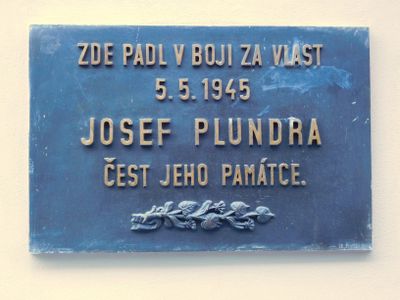 ZDE PADL V BOJI ZA VLAST
5.5.1945
JOSEF PLUNDRA
ČEST JEHO PAMÁTCE.